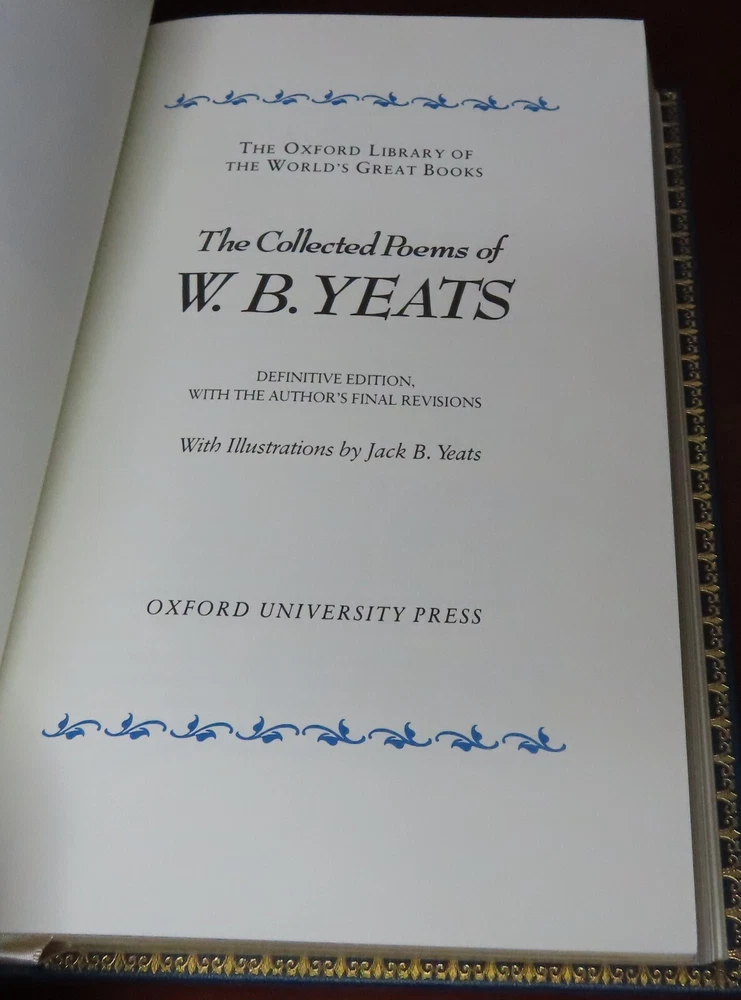 THE OXFORD LIBRARY OF
THE WORLD'S GREAT BOOKS
The Collected Poems of
W. B. YEATS
DEFINITIVE EDITION,
WITH THE AUTHOR'S FINAL REVISIONS
With Illustrations by Jack B. Yeats
OXFORD UNIVERSITY PRESS